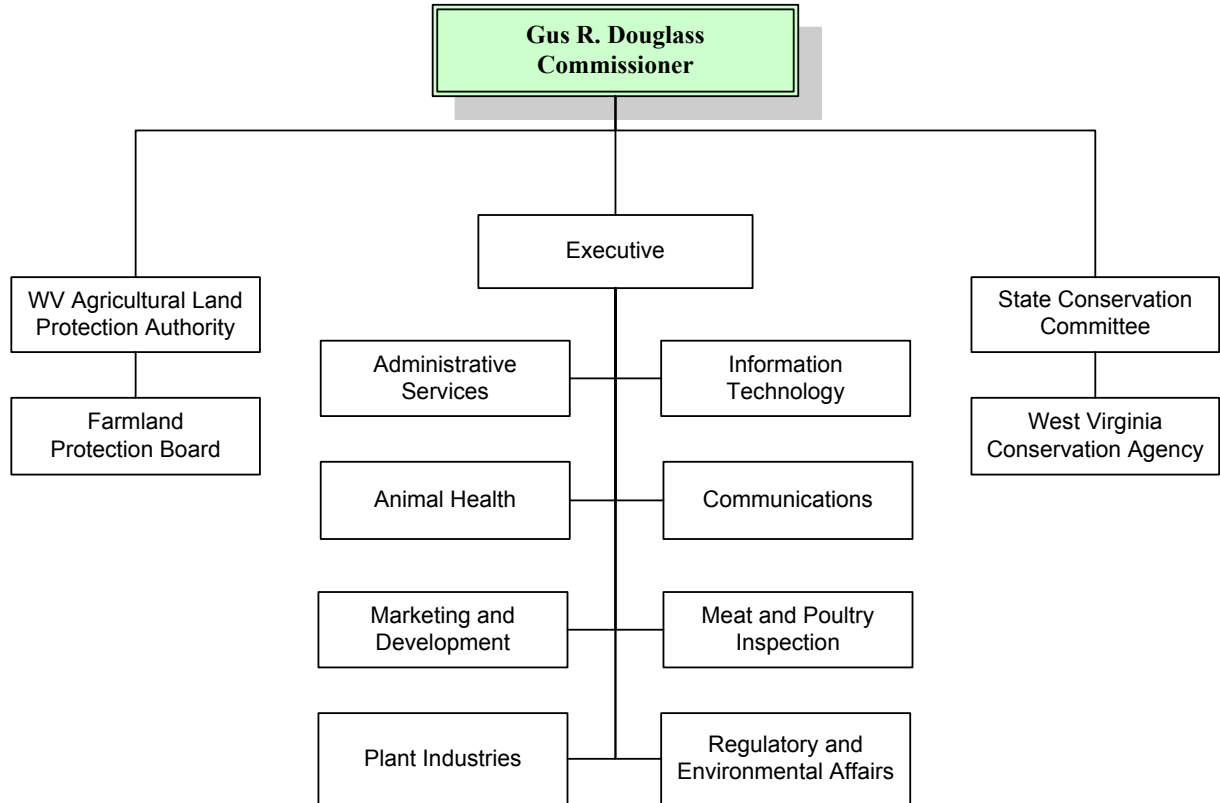 Gus R. Douglass
Commissioner
Executive
WV Agricultural Land
Protection Authority
State Conservation
Committee
Administrative
Services
Information
Technology
Farmland
Protection Board
West Virginia
Conservation Agency
Animal Health
Communications
Marketing and
Development
Meat and Poultry
Inspection
Plant Industries
Regulatory and
Environmental Affairs